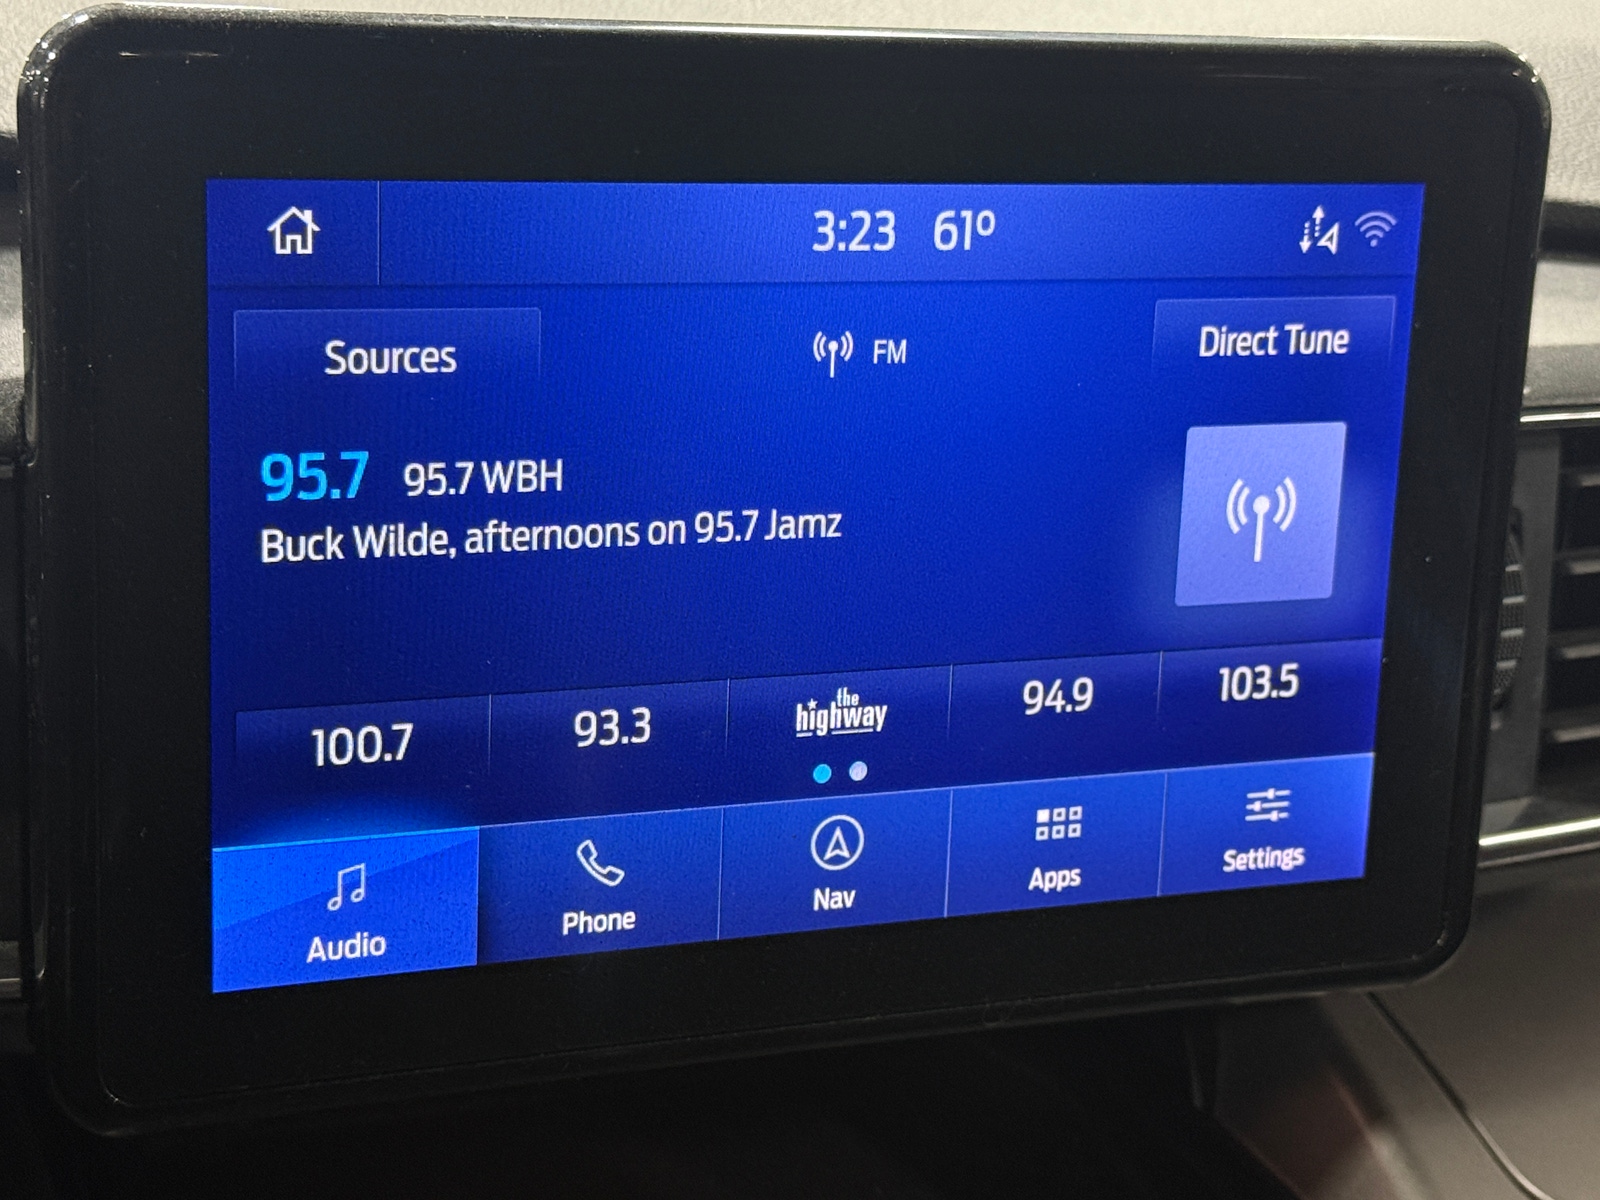 3:23 61°
Sources
FM
Direct Tune
95.7 95.7 WBH
Buck Wilde, afternoons on 95.7 Jamz
100.7
93.3
the
highway
94.9
103.5
Audio
Phone
Nav
Apps
Settings